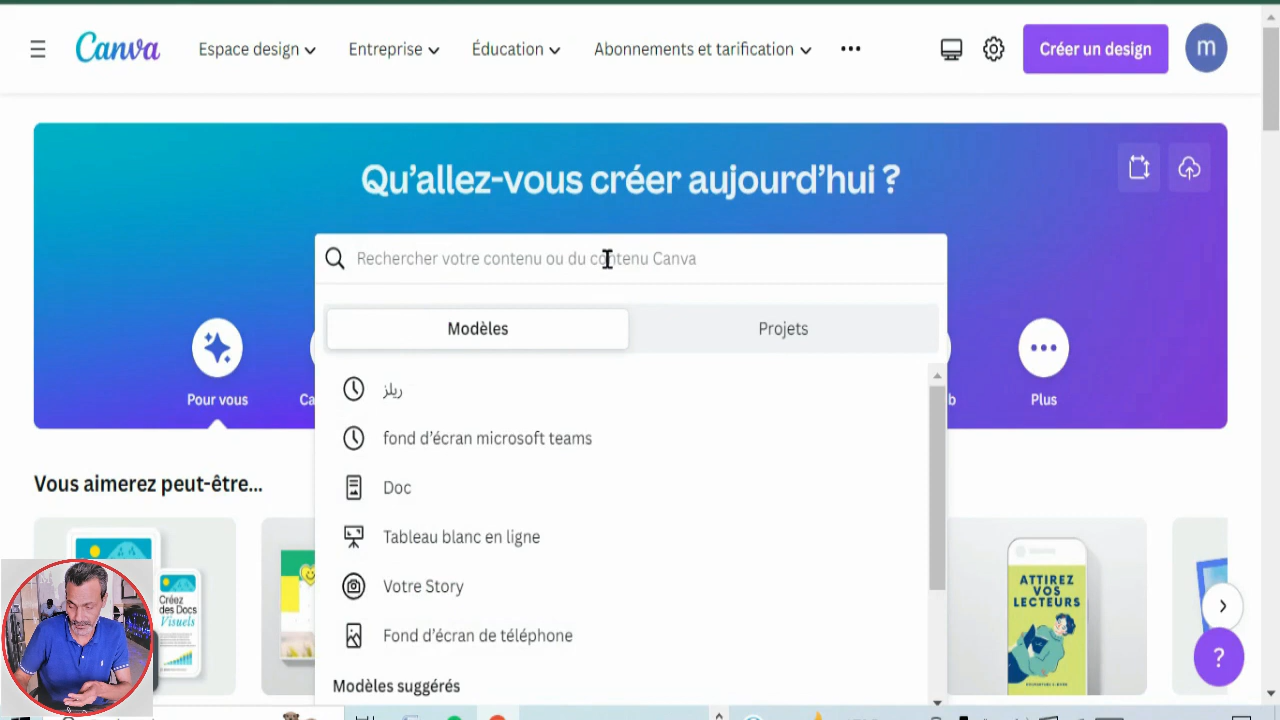 Canva
Espace design
Entreprise
Éducation
Abonnements et tarification
Créer un design
m
Qu’allez-vous créer aujourd’hui ?
Rechercher votre contenu ou du contenu Canva
Modèles
Projets
Pour vous
Ca
b
Plus
ريلز
fond d’écran microsoft teams
Doc
Tableau blanc en ligne
Votre Story
Fond d’écran de téléphone
Modèles suggérés
Vous aimerez peut-être...
Créez
des Docs
Visuels
ATTIREZ
VOS
LECTEURS
?